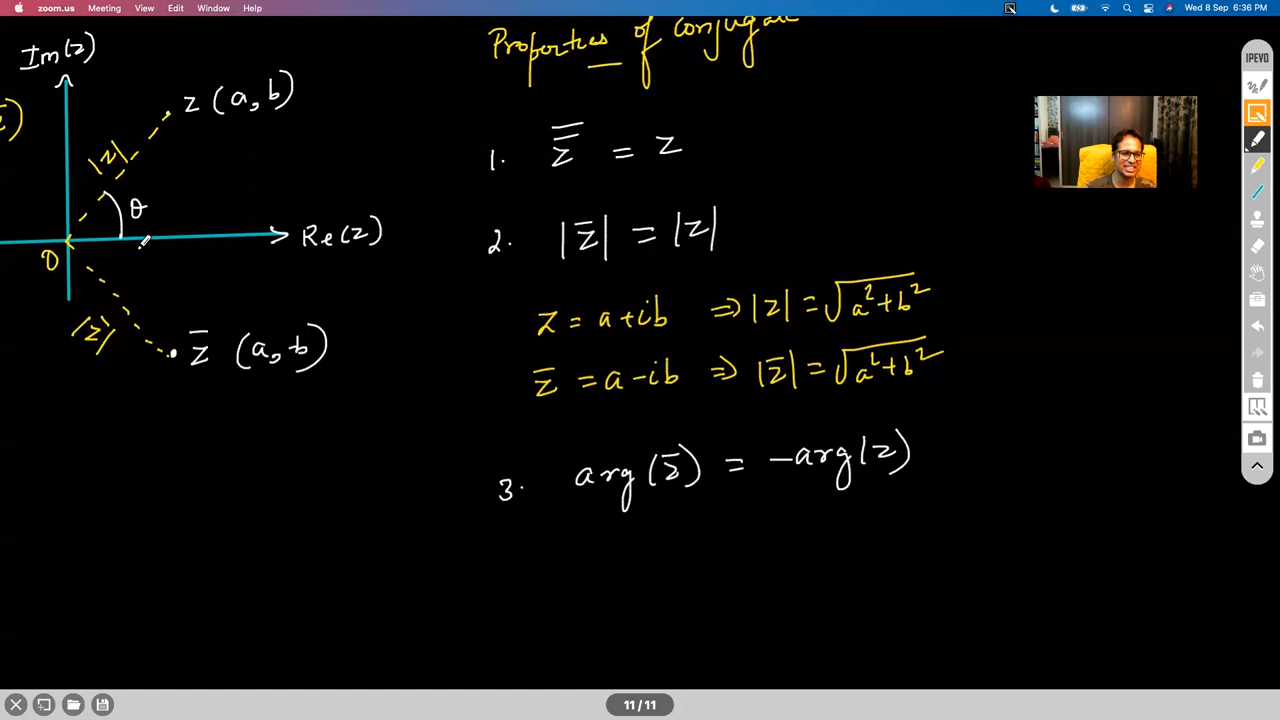 zoom.us Meeting View Edit Window Help Wed 8 Sep 6:36 PM
Properties of conjugate
Im(z)
z (a, b)
|z|
θ
Re(z)
O
|z|
z̄ (a, -b)
1. z̿ = z
2. |z̄| = |z|
z = a+ib ⇒ |z| = √a²+b²
z̄ = a-ib ⇒ |z̄| = √a²+b²
3. arg(z̄) = -arg(z)
IPEVO
11/11